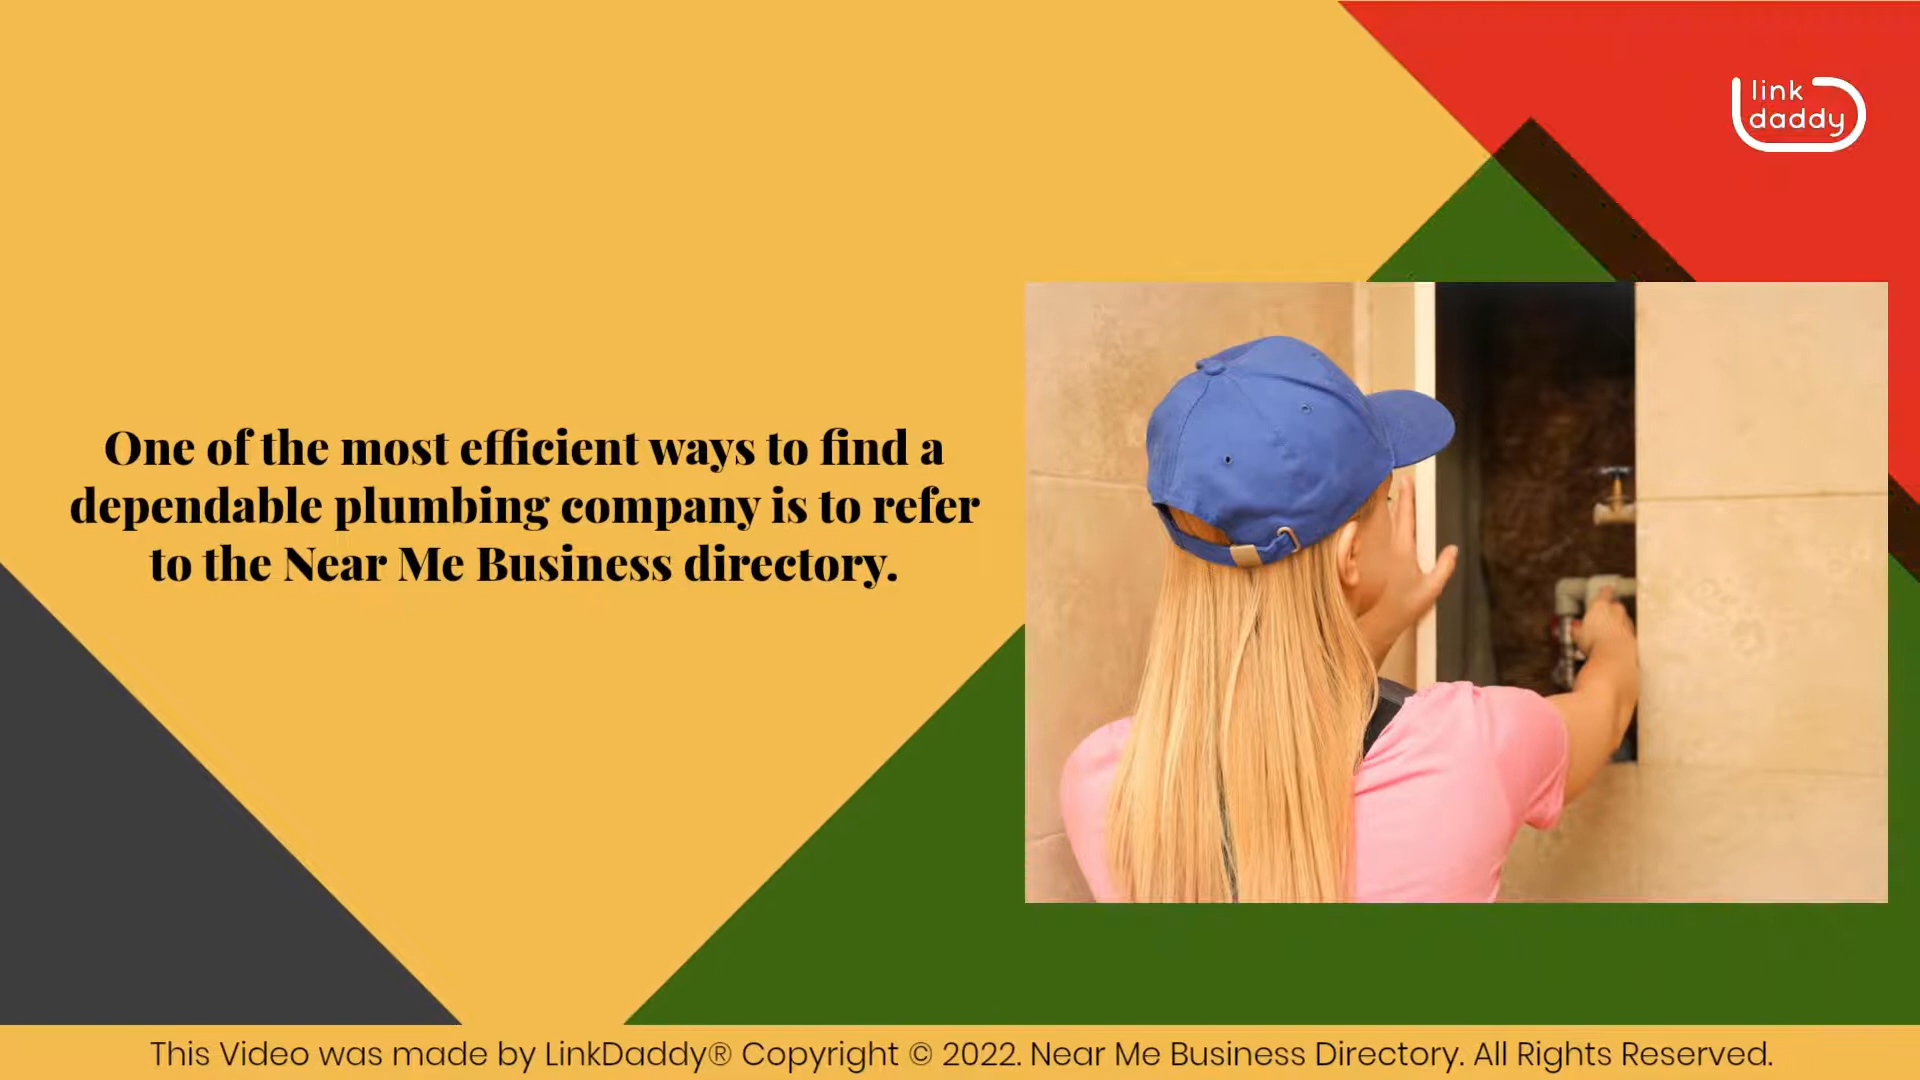 link
daddy
One of the most efficient ways to find a
dependable plumbing company is to refer
to the Near Me Business directory.
This Video was made by LinkDaddy® Copyright © 2022. Near Me Business Directory. All Rights Reserved.